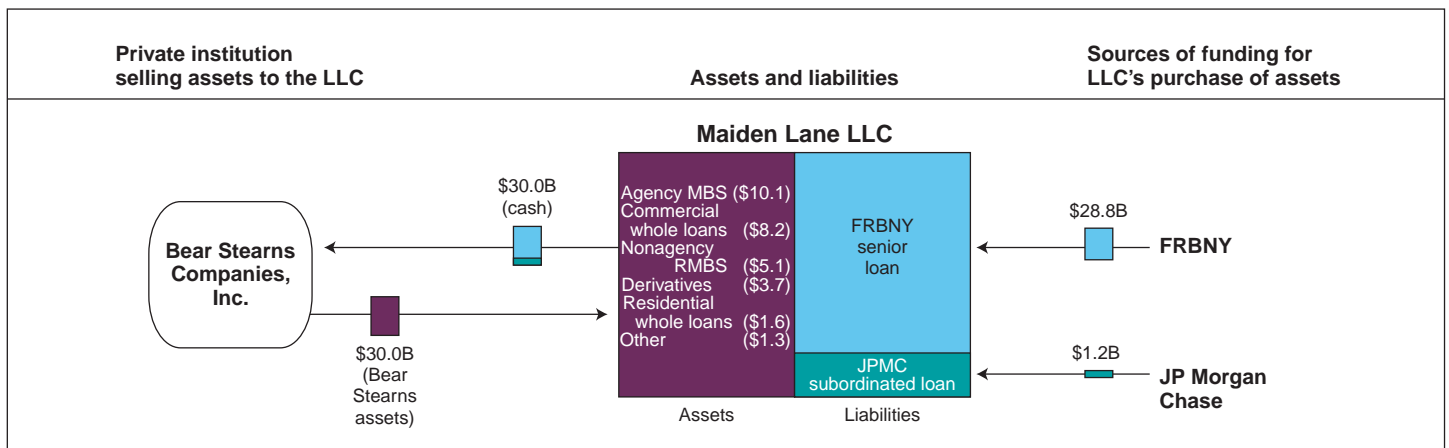 Private institution
selling assets to the LLC
Assets and liabilities
Sources of funding for
LLC's purchase of assets
Maiden Lane LLC
Bear Stearns
Companies,
Inc.
$30.0B
(cash)
$30.0B
(Bear
Stearns
assets)
Agency MBS ($10.1)
Commercial
whole loans ($8.2)
Nonagency
RMBS ($5.1)
Derivatives ($3.7)
Residential
whole loans ($1.6)
Other ($1.3)
Assets
FRBNY
senior
loan
JPMC
subordinated loan
Liabilities
$28.8B
FRBNY
$1.2B
JP Morgan
Chase